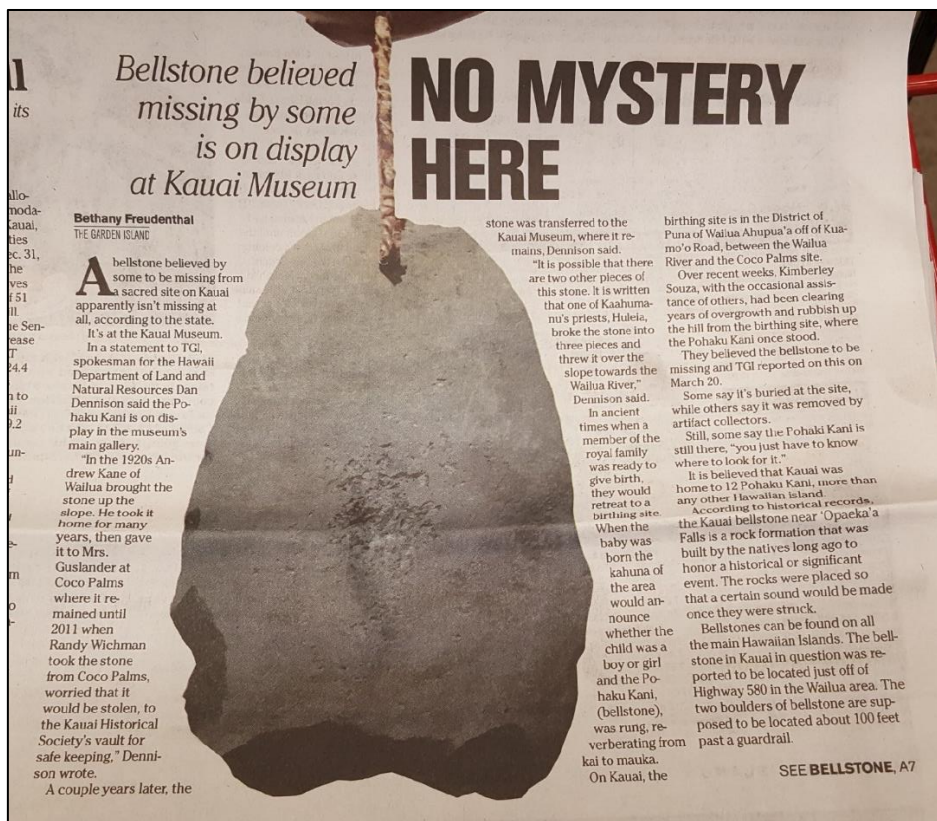 l
its
allo-
moda-
Kauai,
ties
ec. 31,
he
ves
f 51
ll
e Sen-
ease
T
24.4
n to
ii
9.2
un-
d
e-
m
o
t-
Bellstone believed
missing by some
is on display
at Kauai Museum
NO MYSTERY
HERE
Bethany Freudenthal
THE GARDEN ISLAND
A bellstone believed by
some to be missing from
a sacred site on Kauai
apparently isn't missing at
all, according to the state.
It's at the Kauai Museum.
In a statement to TGI,
spokesman for the Hawaii
Department of Land and
Natural Resources Dan
Dennison said the Po-
haku Kani is on dis-
play in the museum's
main gallery.
"In the 1920s An-
drew Kane of
Wailua brought the
stone up the
slope. He took it
home for many
years, then gave
it to Mrs.
Guslander at
Coco Palms
where it re-
mained until
2011 when
Randy Wichman
took the stone
from Coco Palms,
worried that it
would be stolen, to
the Kauai Historical
Society's vault for
safe keeping," Denni-
son wrote.
A couple years later, the
stone was transferred to the
Kauai Museum, where it re-
mains, Dennison said.
"It is possible that there
are two other pieces of
this stone. It is written
that one of Kaahuma-
nu's priests, Huleia,
broke the stone into
three pieces and
threw it over the
slope towards the
Wailua River,"
Dennison said.
In ancient
times when a
member of the
royal family
was ready to
give birth,
they would
retreat to a
birthing site.
When the
baby was
born the
kahuna of
the area
would an-
nounce
whether the
child was a
boy or girl
and the Po-
haku Kani,
(bellstone),
was rung, re-
verberating from
kai to mauka.
On Kauai, the
birthing site is in the District of
Puna of Wailua Ahupua'a off of Kua-
mo'o Road, between the Wailua
River and the Coco Palms site.
Over recent weeks, Kimberley
Souza, with the occasional assis-
tance of others, had been clearing
years of overgrowth and rubbish up
the hill from the birthing site, where
the Pohaku Kani once stood.
They believed the bellstone to be
missing and TGI reported on this on
March 20.
Some say it's buried at the site,
while others say it was removed by
artifact collectors.
Still, some say the Pohaki Kani is
still there, "you just have to know
where to look for it."
It is believed that Kauai was
home to 12 Pohaku Kani, more than
any other Hawaiian island.
According to historical records,
the Kauai bellstone near 'Opaeka'a
Falls is a rock formation that was
built by the natives long ago to
honor a historical or significant
event. The rocks were placed so
that a certain sound would be made
once they were struck.
Bellstones can be found on all
the main Hawaiian Islands. The bell-
stone in Kauai in question was re-
ported to be located just off of
Highway 580 in the Wailua area. The
two boulders of bellstone are sup-
posed to be located about 100 feet
past a guardrail.
SEE BELLSTONE, A7